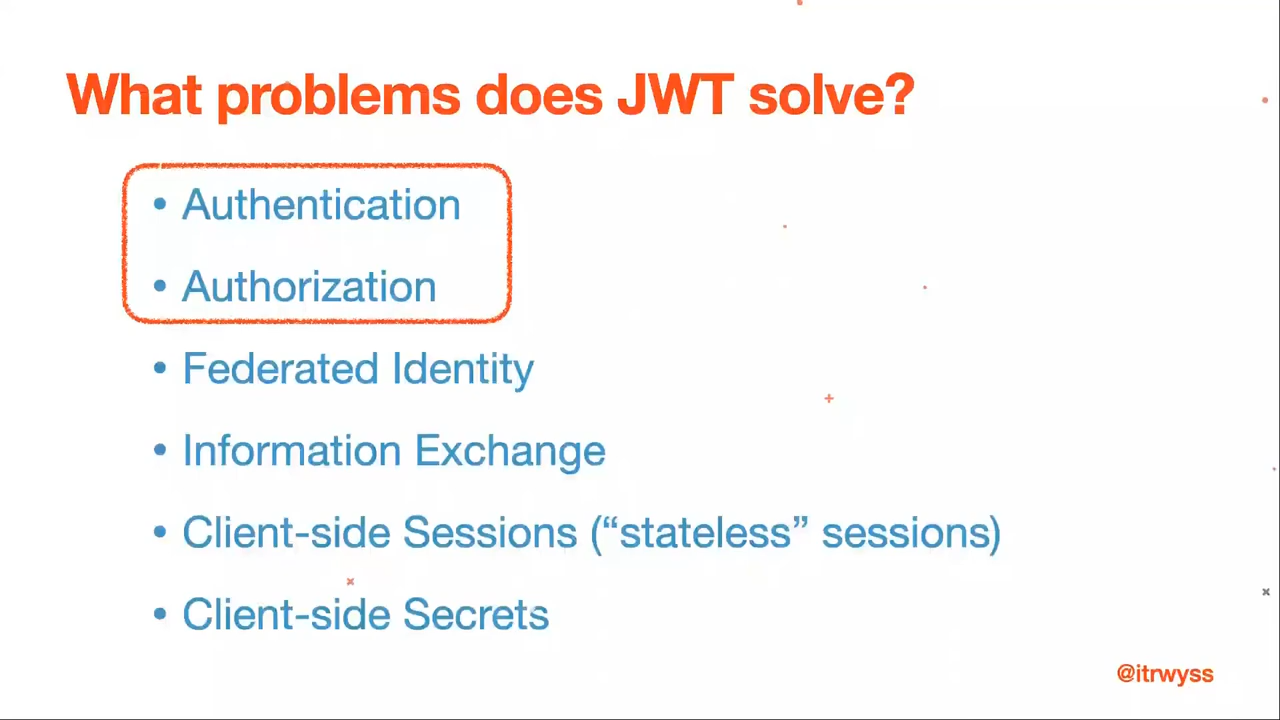 What problems does JWT solve?
• Authentication
• Authorization
• Federated Identity
• Information Exchange
• Client-side Sessions (“stateless” sessions)
• Client-side Secrets
@itrwyss